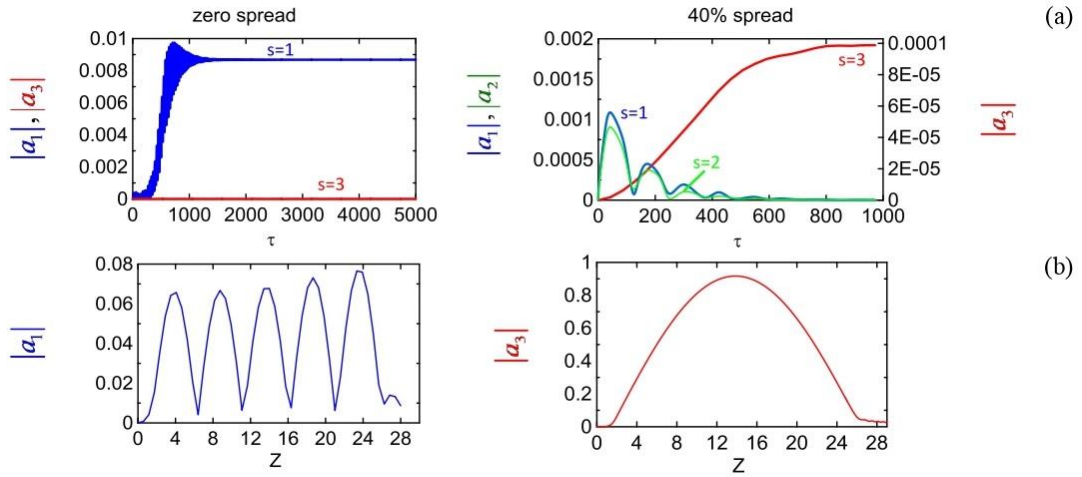 zero spread
40% spread
(a)
0.01
0.008
0.006
0.004
0.002
0
|a₁|, |a₃|
s=1
s=3
0 1000 2000 3000 4000 5000
τ
0.002
0.0015
0.001
0.0005
0
|a₁|, |a₂|
s=1
s=2
s=3
0.0001
8E-05
6E-05
4E-05
2E-05
0
|a₃|
0 200 400 600 800 1000
τ
(b)
0.08
0.06
0.04
0.02
0
|a₁|
0 4 8 12 16 20 24 28
Z
1
0.8
0.6
0.4
0.2
0
|a₃|
0 4 8 12 16 20 24 28
Z